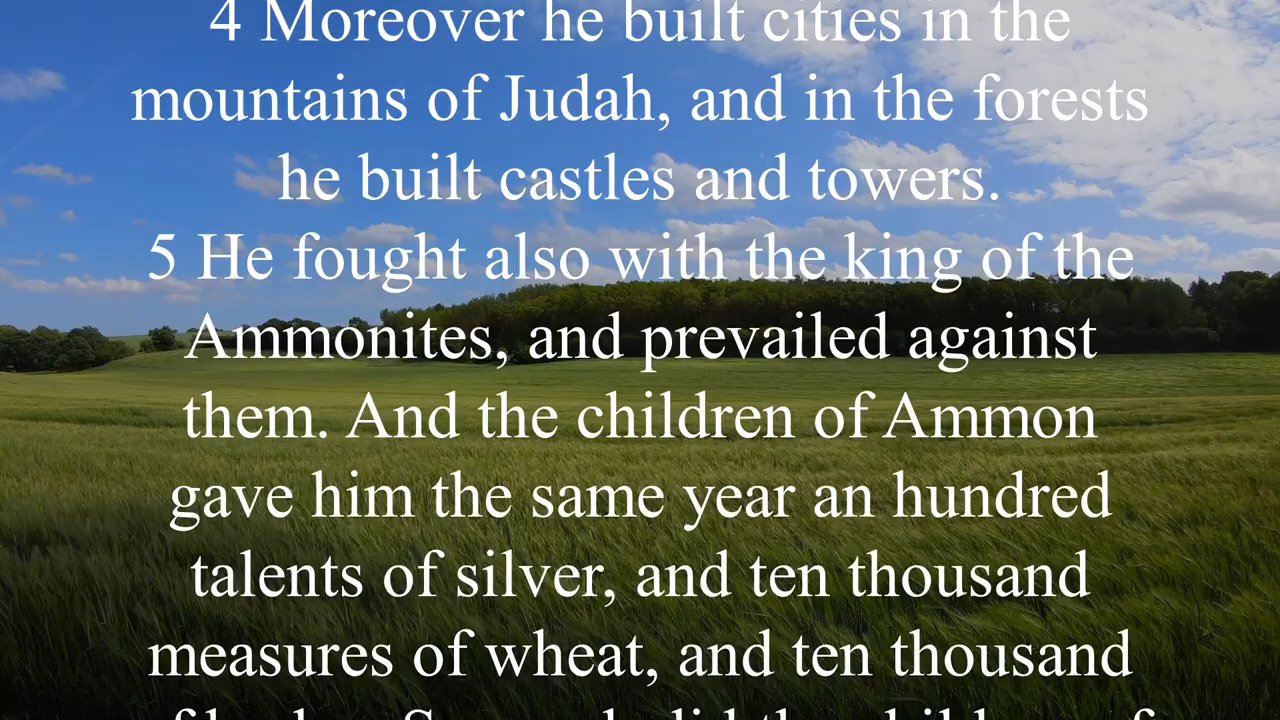 4 Moreover he built cities in the
mountains of Judah, and in the forests
he built castles and towers.
5 He fought also with the king of the
Ammonites, and prevailed against
them. And the children of Ammon
gave him the same year an hundred
talents of silver, and ten thousand
measures of wheat, and ten thousand